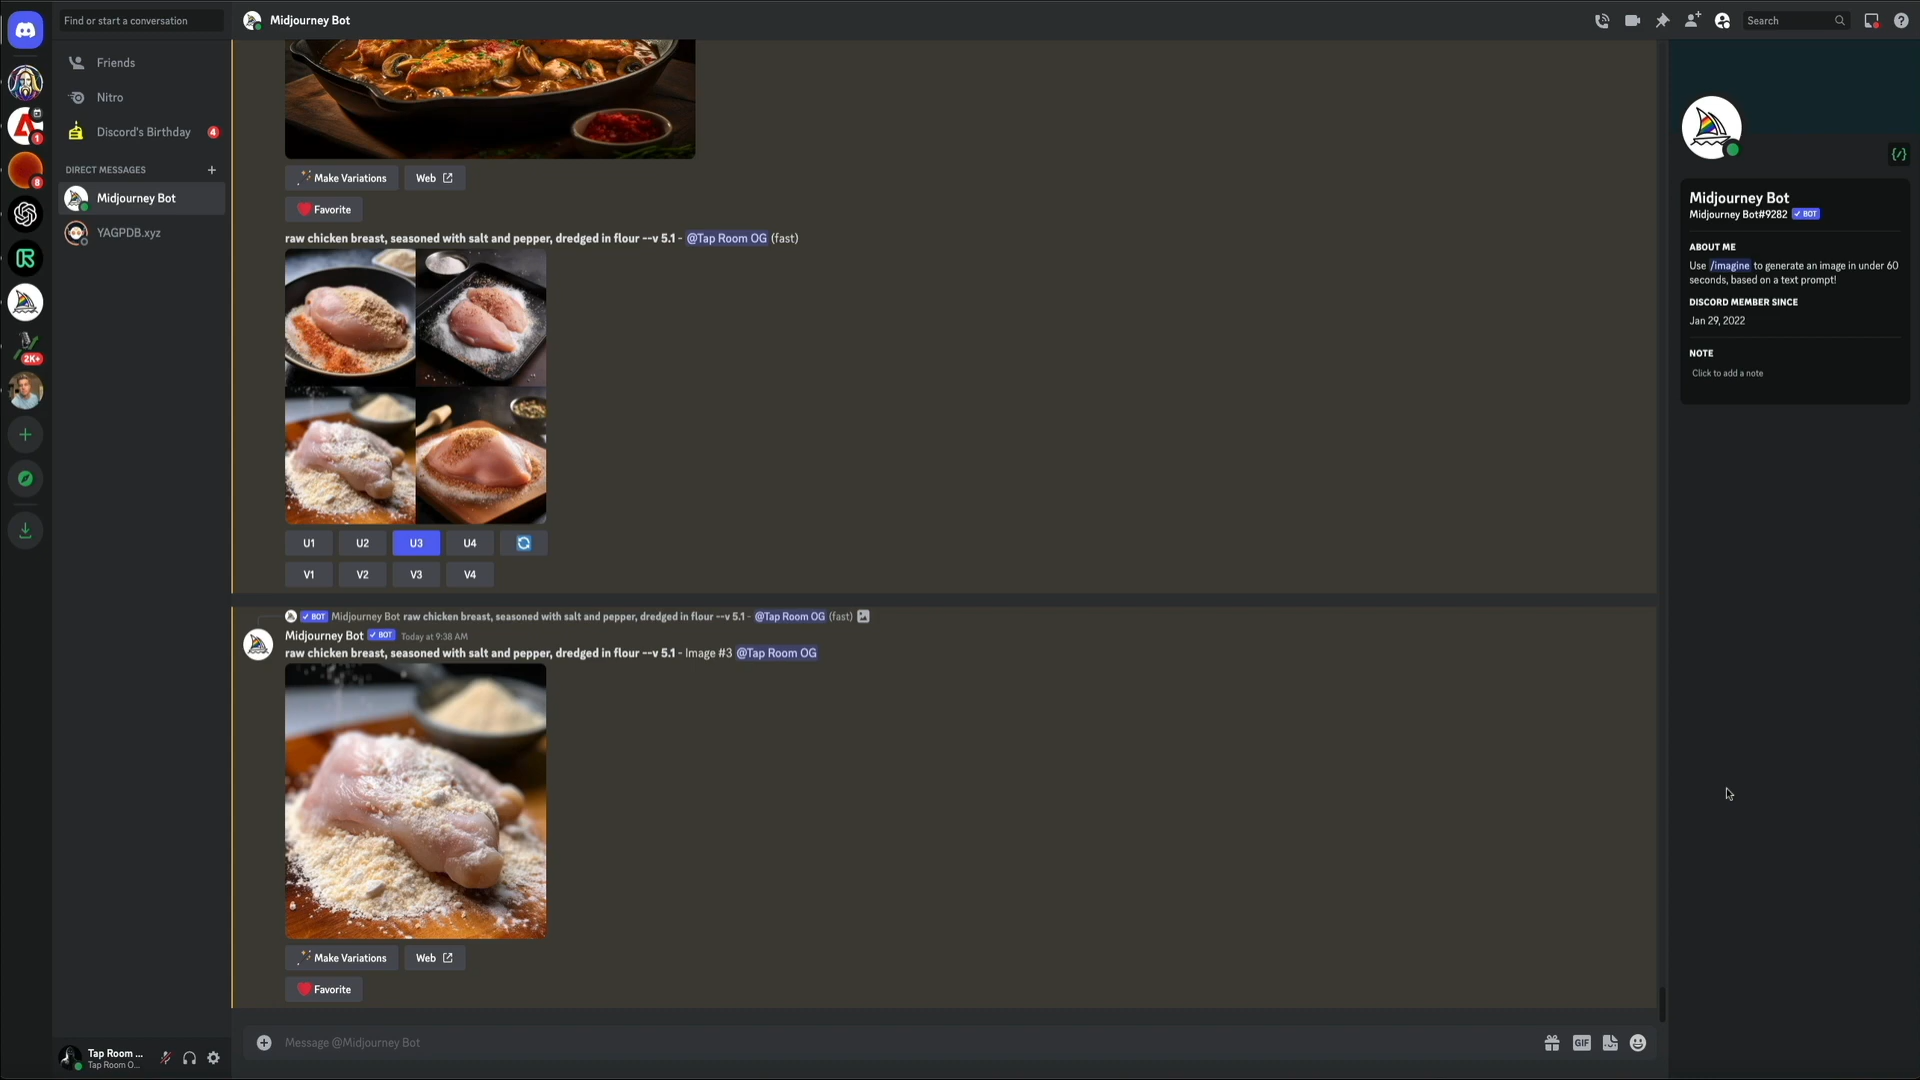 Find or start a conversation
Midjourney Bot
Search
Friends
Nitro
Discord's Birthday
4
DIRECT MESSAGES
Midjourney Bot
YAGPDB.xyz
1
8
2K+
Make Variations
Web
Favorite
raw chicken breast, seasoned with salt and pepper, dredged in flour --v 5.1 - @Tap Room OG (fast)
U1 U2 U3 U4
V1 V2 V3 V4
BOT Midjourney Bot raw chicken breast, seasoned with salt and pepper, dredged in flour --v 5.1 - @Tap Room OG (fast)
Midjourney Bot BOT Today at 9:38 AM
raw chicken breast, seasoned with salt and pepper, dredged in flour --v 5.1 - Image #3 @Tap Room OG
Make Variations
Web
Favorite
Message @Midjourney Bot
GIF
Tap Room ...
Tap Room O...
Midjourney Bot
Midjourney Bot#9282 BOT
ABOUT ME
Use /imagine to generate an image in under 60
seconds, based on a text prompt!
DISCORD MEMBER SINCE
Jan 29, 2022
NOTE
Click to add a note